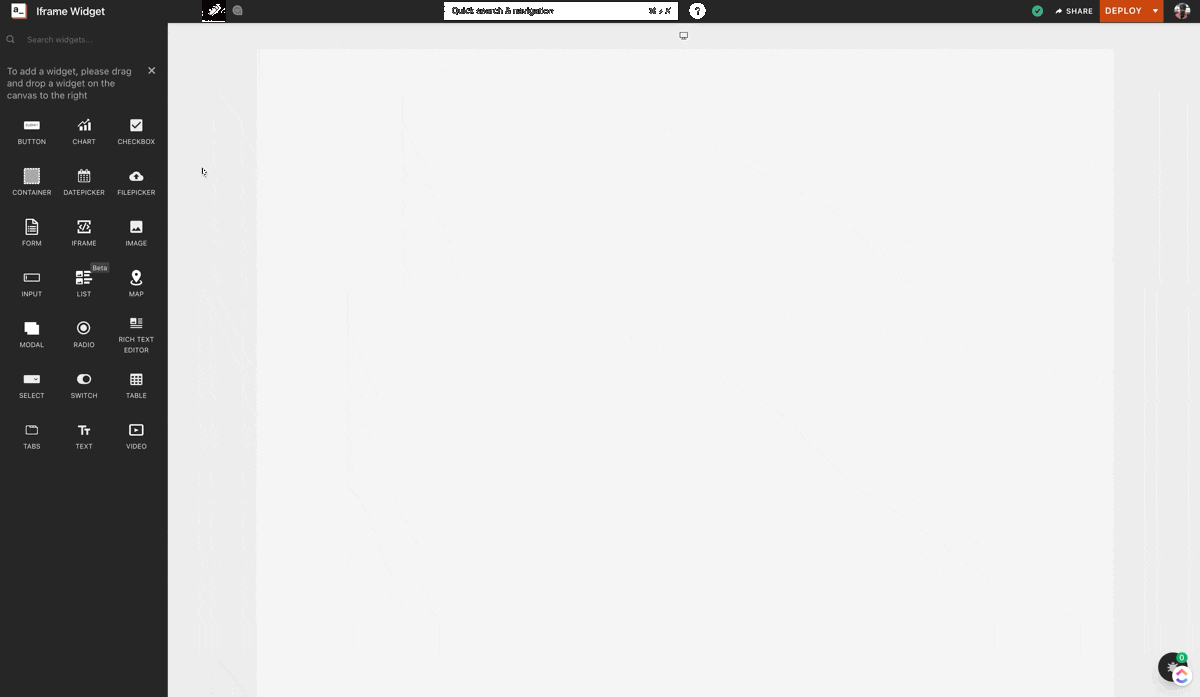 a_ Iframe Widget
Quick search & navigation ⌘ + K
?
SHARE
DEPLOY
Search widgets...
To add a widget, please drag
and drop a widget on the
canvas to the right
BUTTON CHART CHECKBOX
CONTAINER DATEPICKER FILEPICKER
FORM IFRAME IMAGE
Beta
INPUT LIST MAP
MODAL RADIO RICH TEXT
EDITOR
SELECT SWITCH TABLE
TABS TEXT VIDEO
0